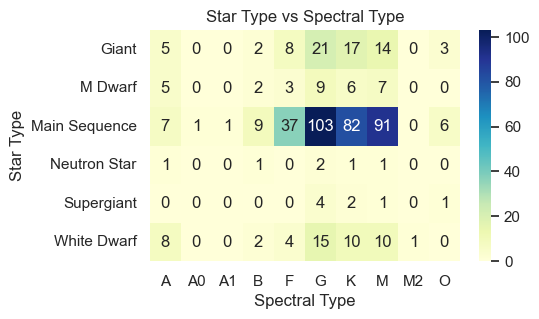 Star Type vs Spectral Type
Star Type
Giant 5 0 0 2 8 21 17 14 0 3
M Dwarf 5 0 0 2 3 9 6 7 0 0
Main Sequence 7 1 1 9 37 103 82 91 0 6
Neutron Star 1 0 0 1 0 2 1 1 0 0
Supergiant 0 0 0 0 0 4 2 1 0 1
White Dwarf 8 0 0 2 4 15 10 10 1 0
A A0 A1 B F G K M M2 O
Spectral Type
100
80
60
40
20
0